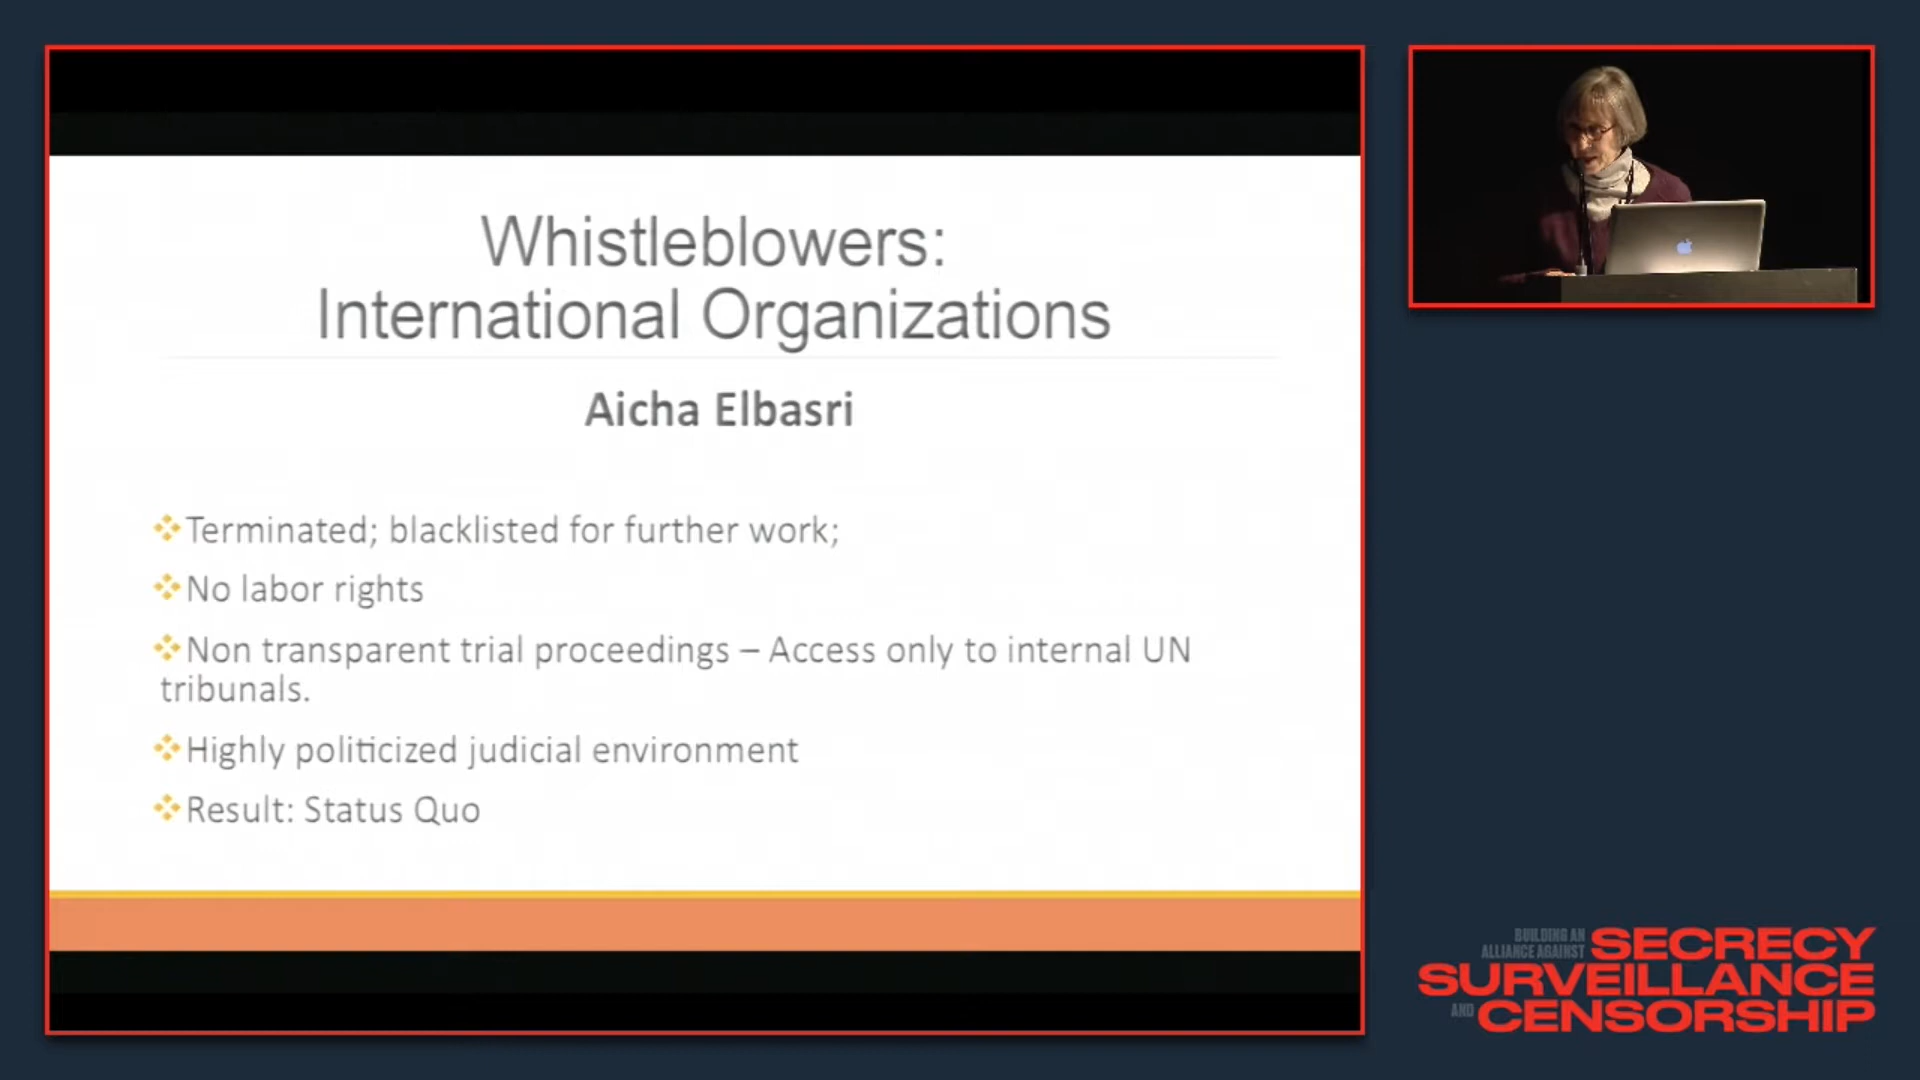 Whistleblowers:
International Organizations
Aicha Elbasri
Terminated; blacklisted for further work;
No labor rights
Non transparent trial proceedings – Access only to internal UN
tribunals.
Highly politicized judicial environment
Result: Status Quo
BUILDING AN
ALLIANCE AGAINST
SECRECY
SURVEILLANCE
AND CENSORSHIP